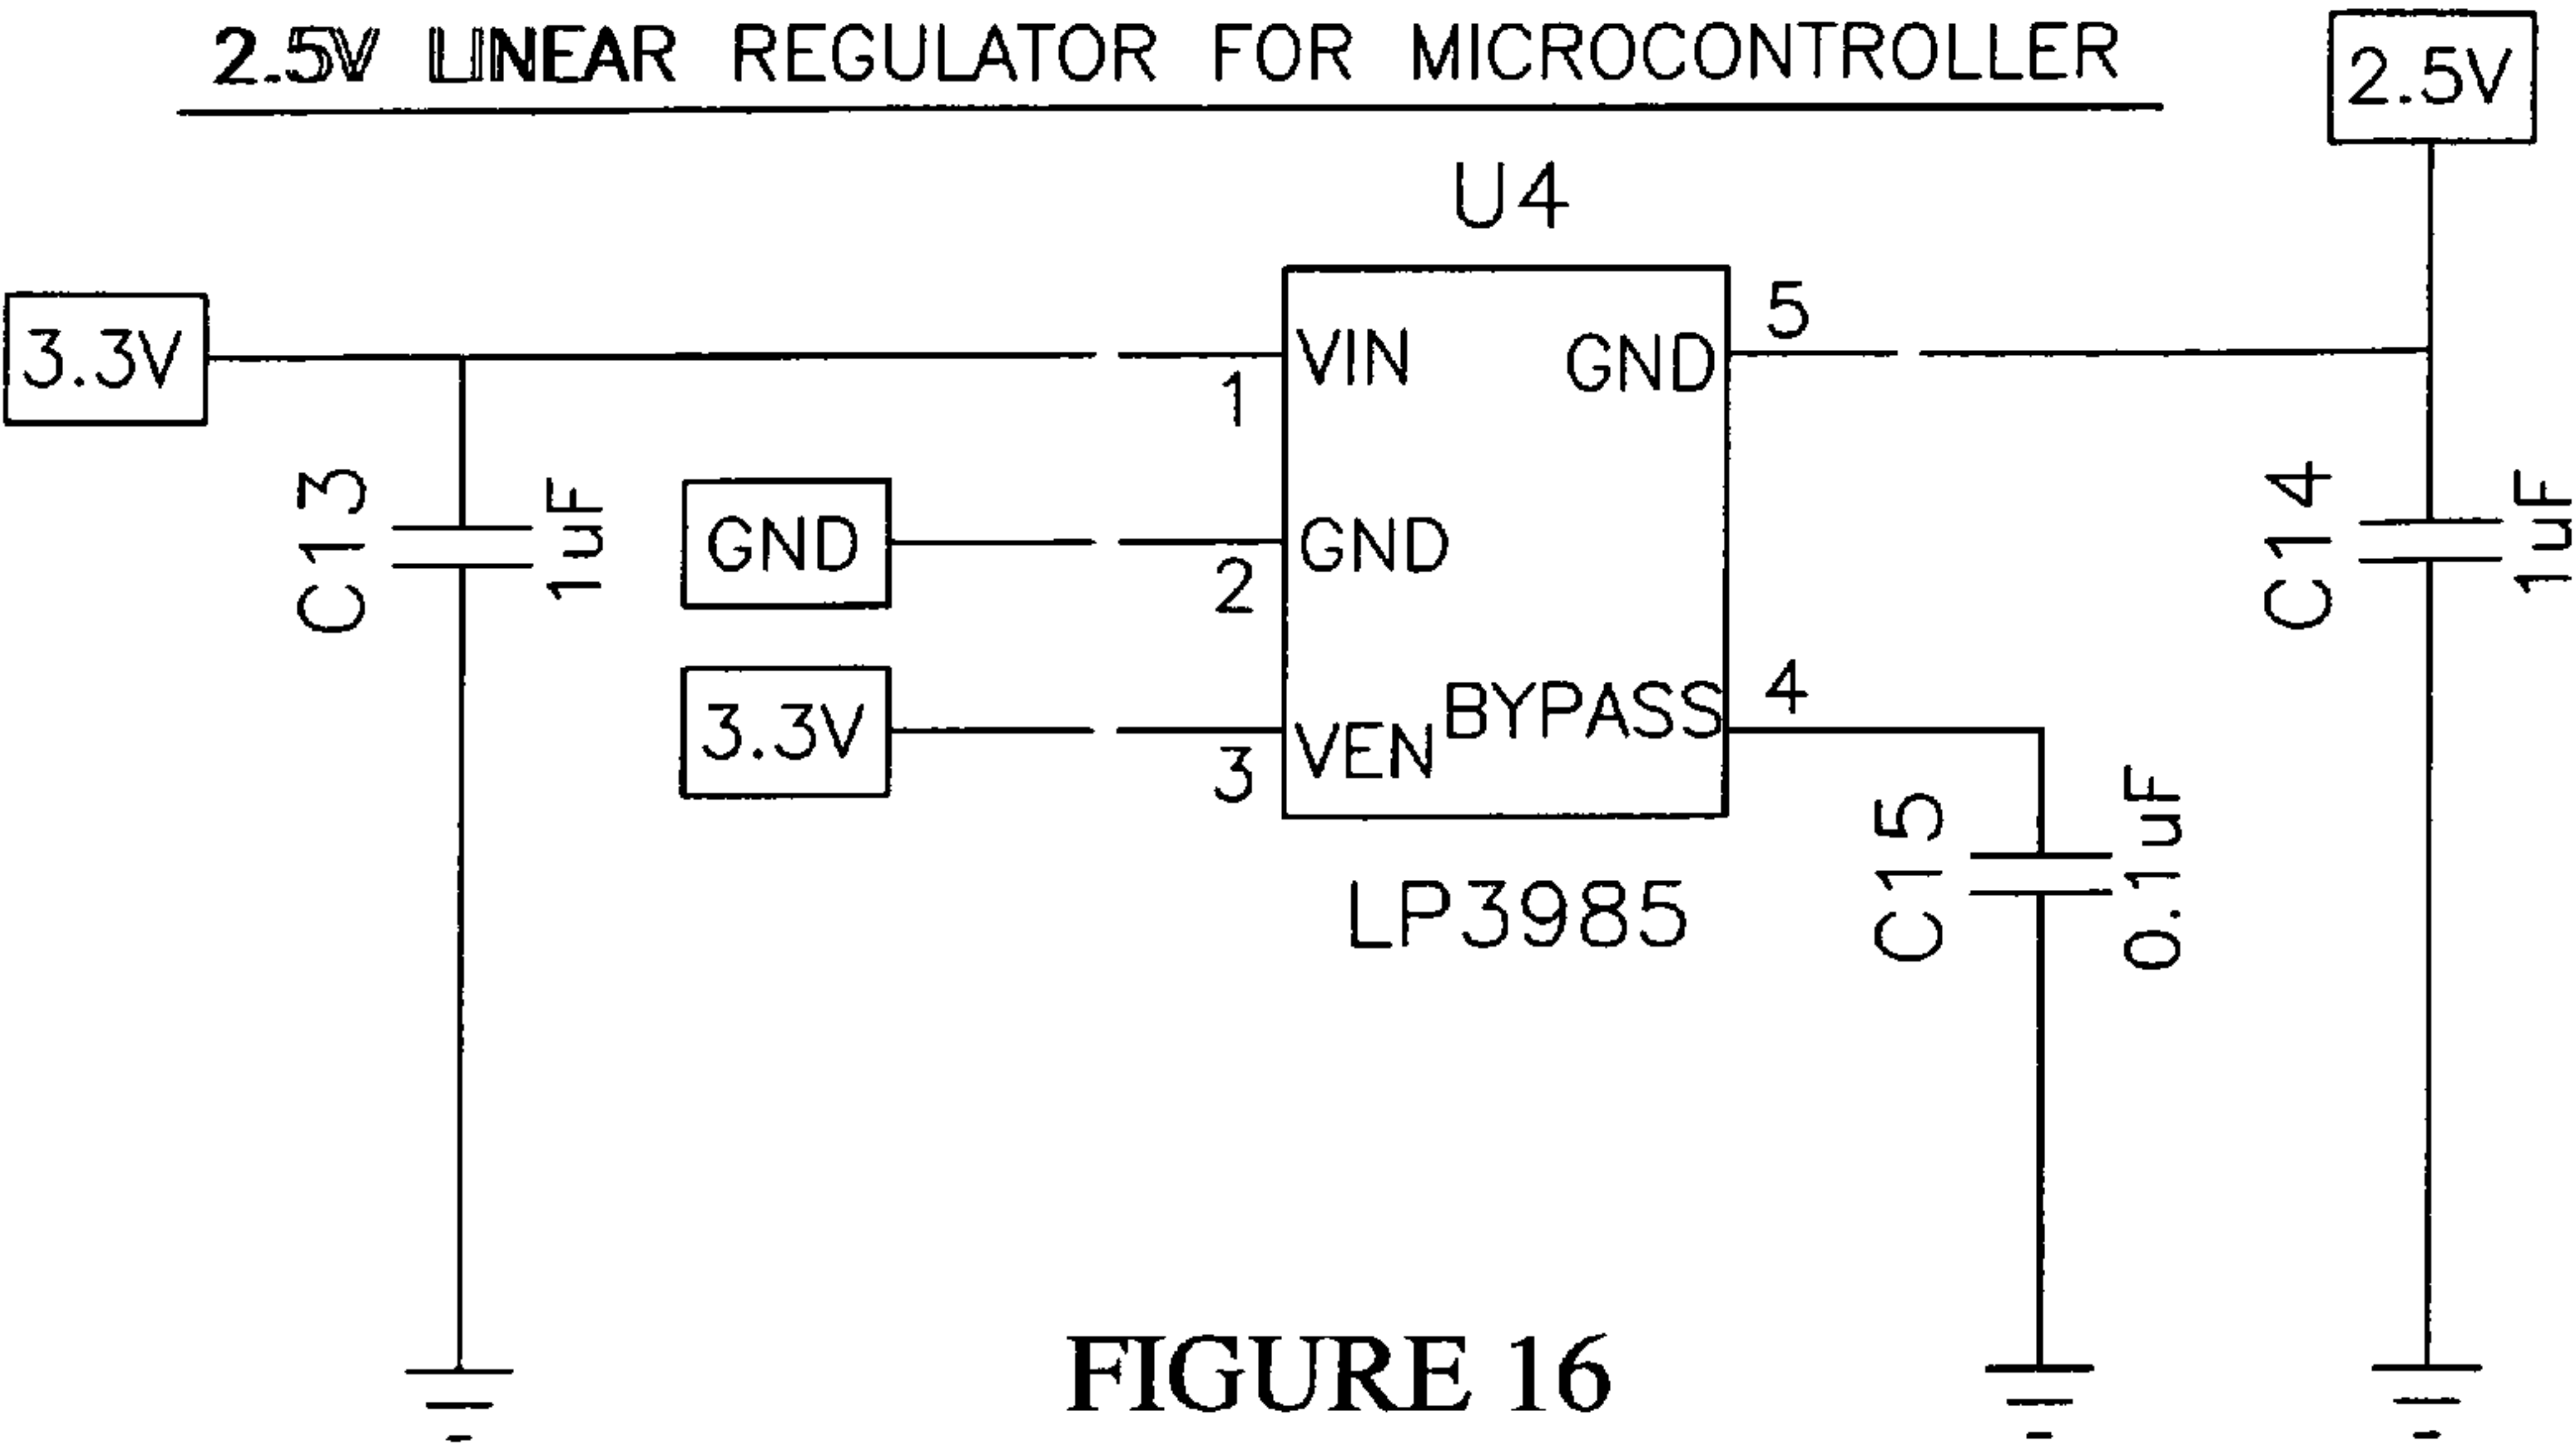 2.5V LINEAR REGULATOR FOR MICROCONTROLLER
2.5V
U4
3.3V
VIN
GND
5
1
C13
1uF
GND
GND
2
C14
1uF
3.3V
VEN
BYPASS
4
3
C15
0.1uF
LP3985
FIGURE 16